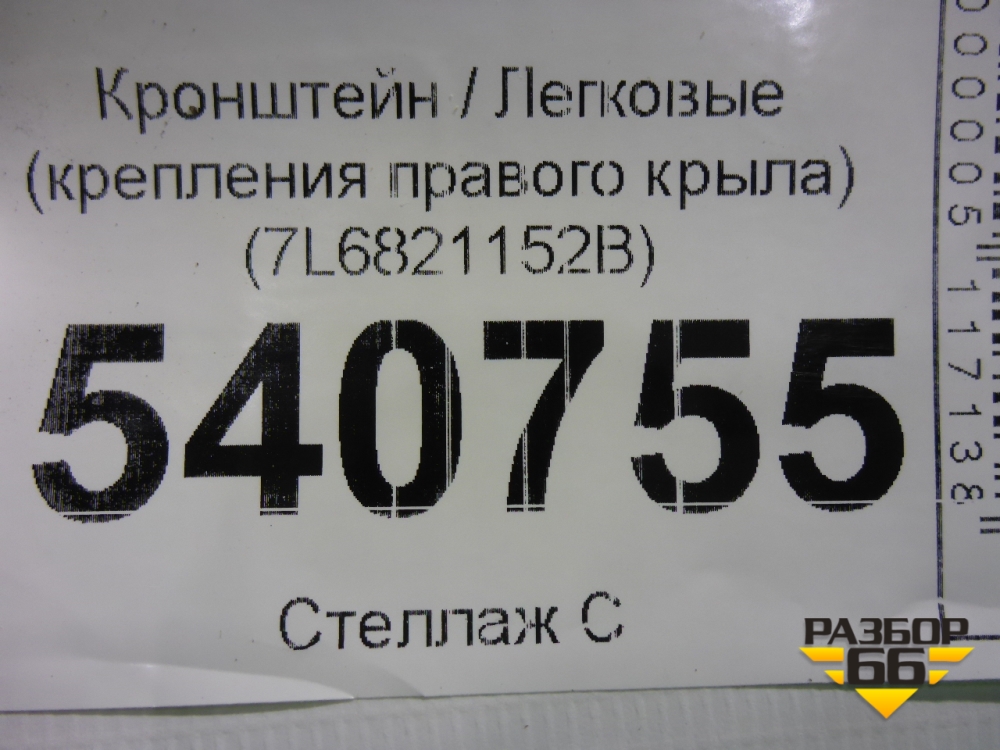 Кронштейн / Легковые
(крепления правого крыла)
(7L6821152B)
540755
Стеллаж С
РАЗБОР
66